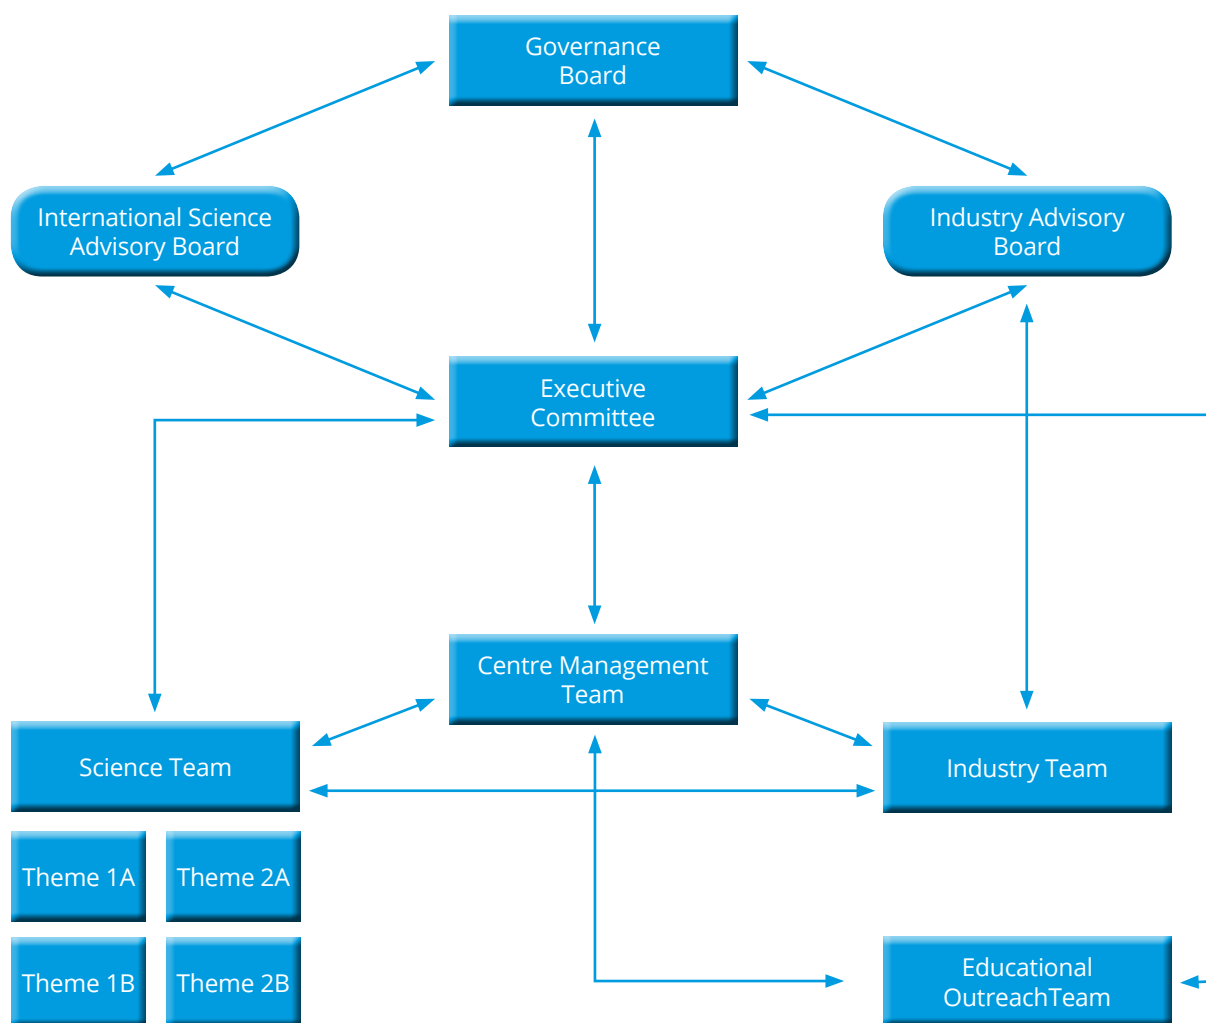 Governance
Board
International Science
Advisory Board
Industry Advisory
Board
Executive
Committee
Centre Management
Team
Science Team
Industry Team
Theme 1A
Theme 2A
Theme 1B
Theme 2B
Educational
OutreachTeam